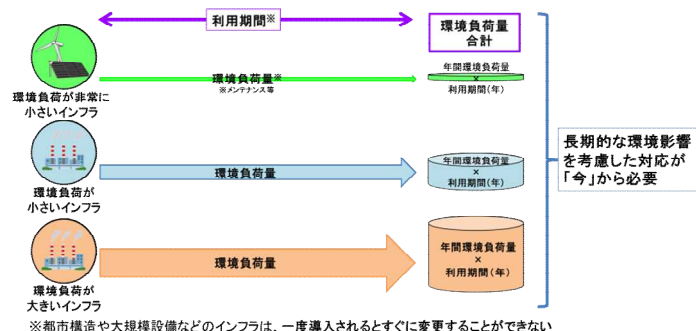 利用期間※
環境負荷量
合計
環境負荷が非常に
小さいインフラ
環境負荷量※
※メンテナンス等
年間環境負荷量
×
利用期間(年)
環境負荷が
小さいインフラ
環境負荷量
年間環境負荷量
×
利用期間(年)
環境負荷が
大きいインフラ
環境負荷量
年間環境負荷量
×
利用期間(年)
長期的な環境影響
を考慮した対応が
「今」から必要
※都市構造や大規模設備などのインフラは、一度導入されるとすぐに変更することができない